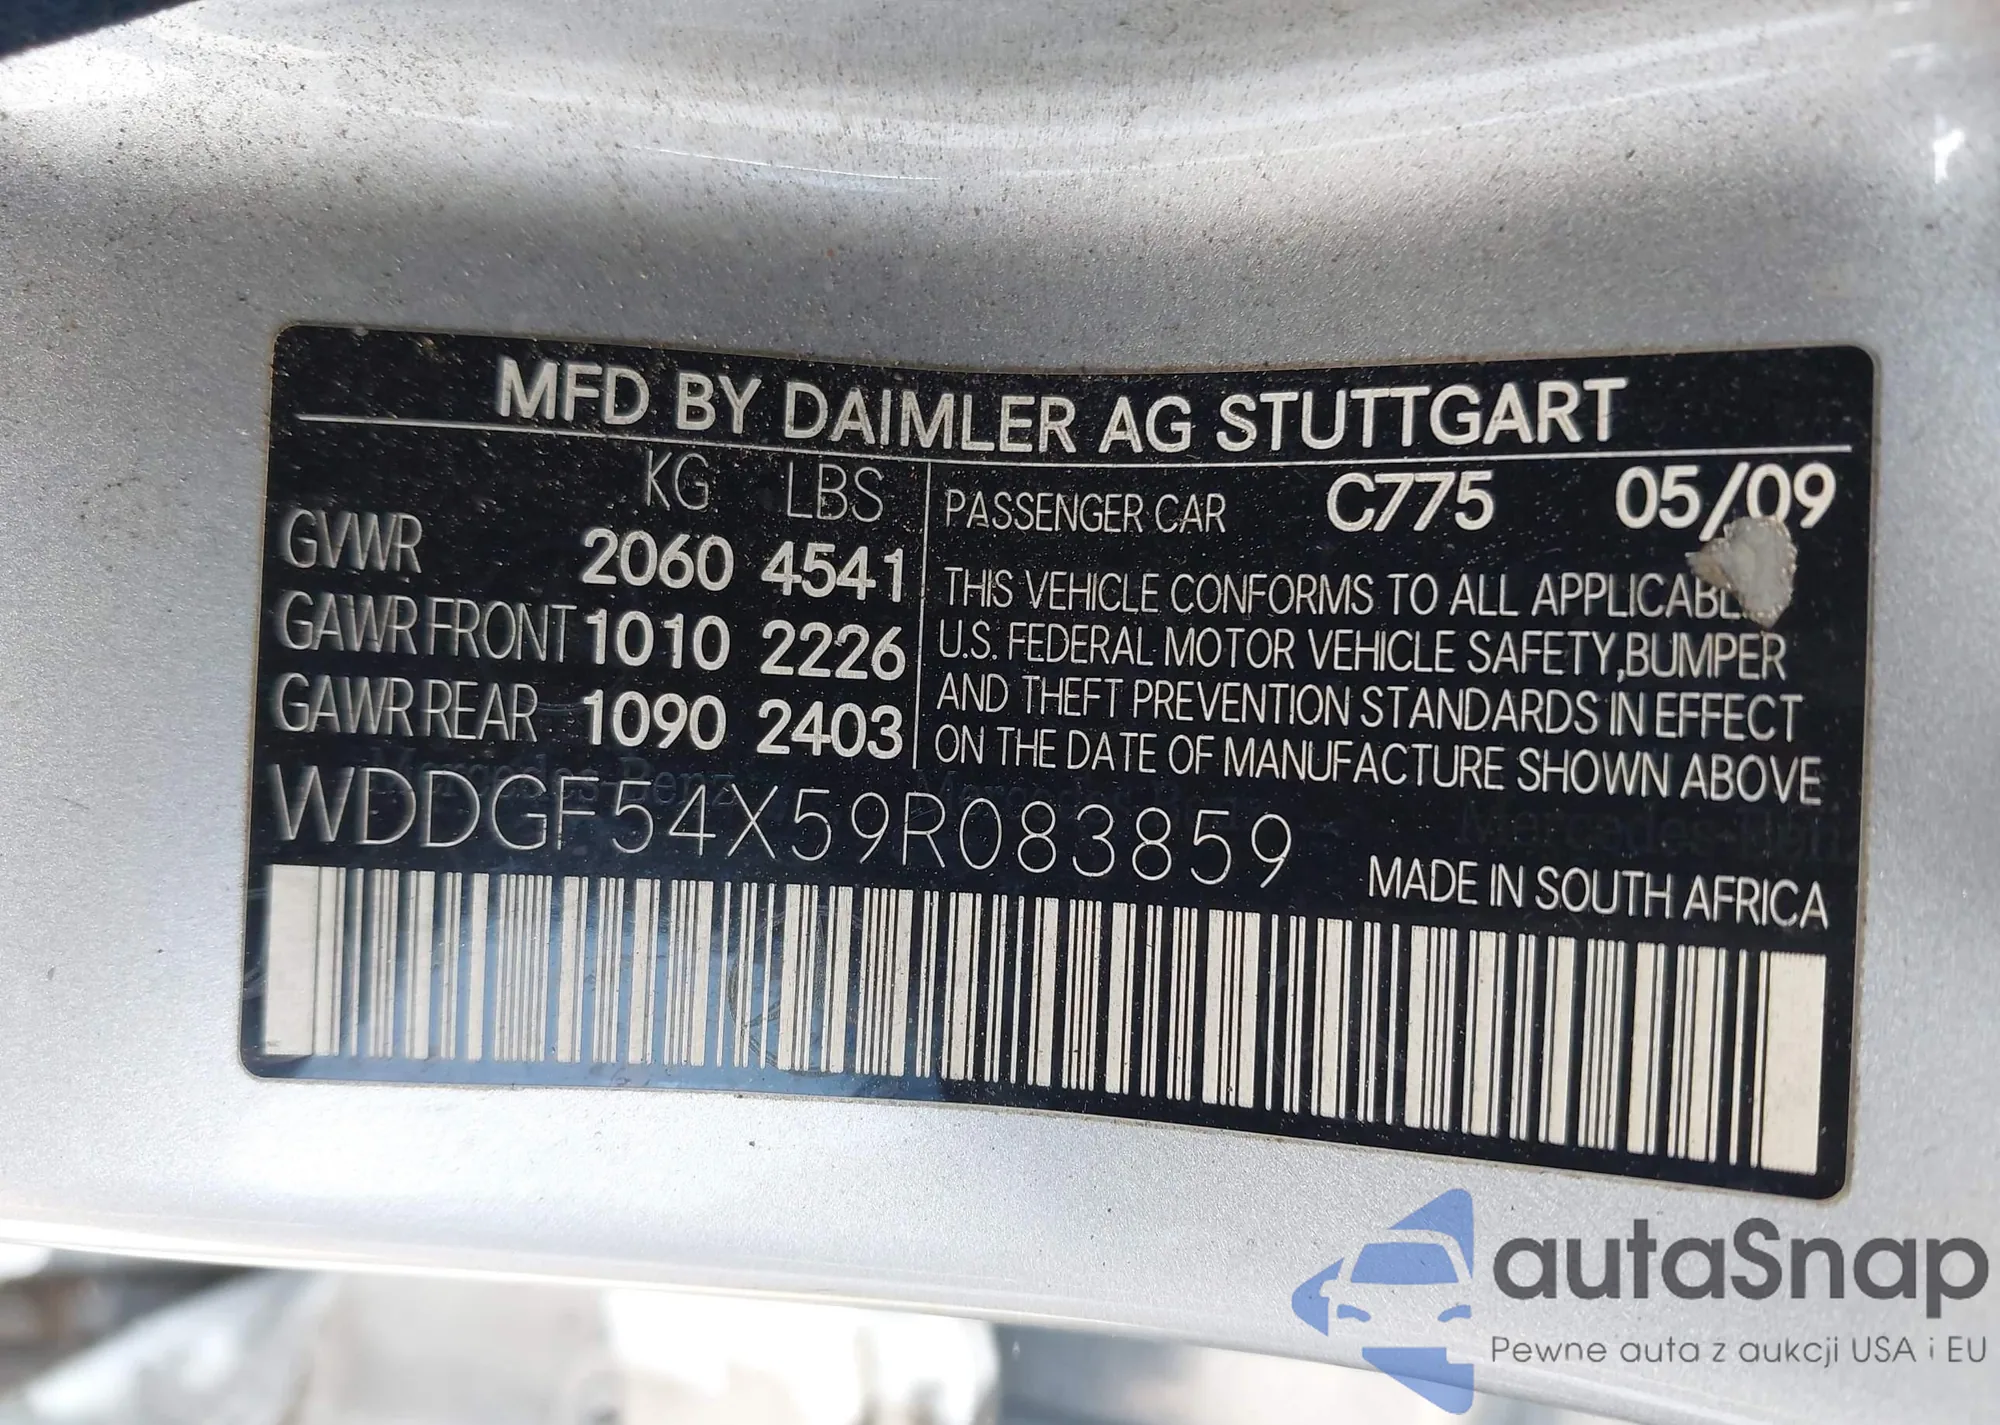 MFD BY DAIMLER AG STUTTGART
KG LBS
GVWR 2060 4541
GAWR FRONT 1010 2226
GAWR REAR 1090 2403
PASSENGER CAR C775 05/09
THIS VEHICLE CONFORMS TO ALL
U.S. FEDERAL MOTOR VEHICLE SAFETY,BUMPER
AND THEFT PREVENTION STANDARDS IN EFFECT
ON THE DATE OF MANUFACTURE SHOWN ABOVE
WDDGF54X59R083859
MADE IN SOUTH AFRICA
autaSnap
Pewne auta z aukcji USA i EU